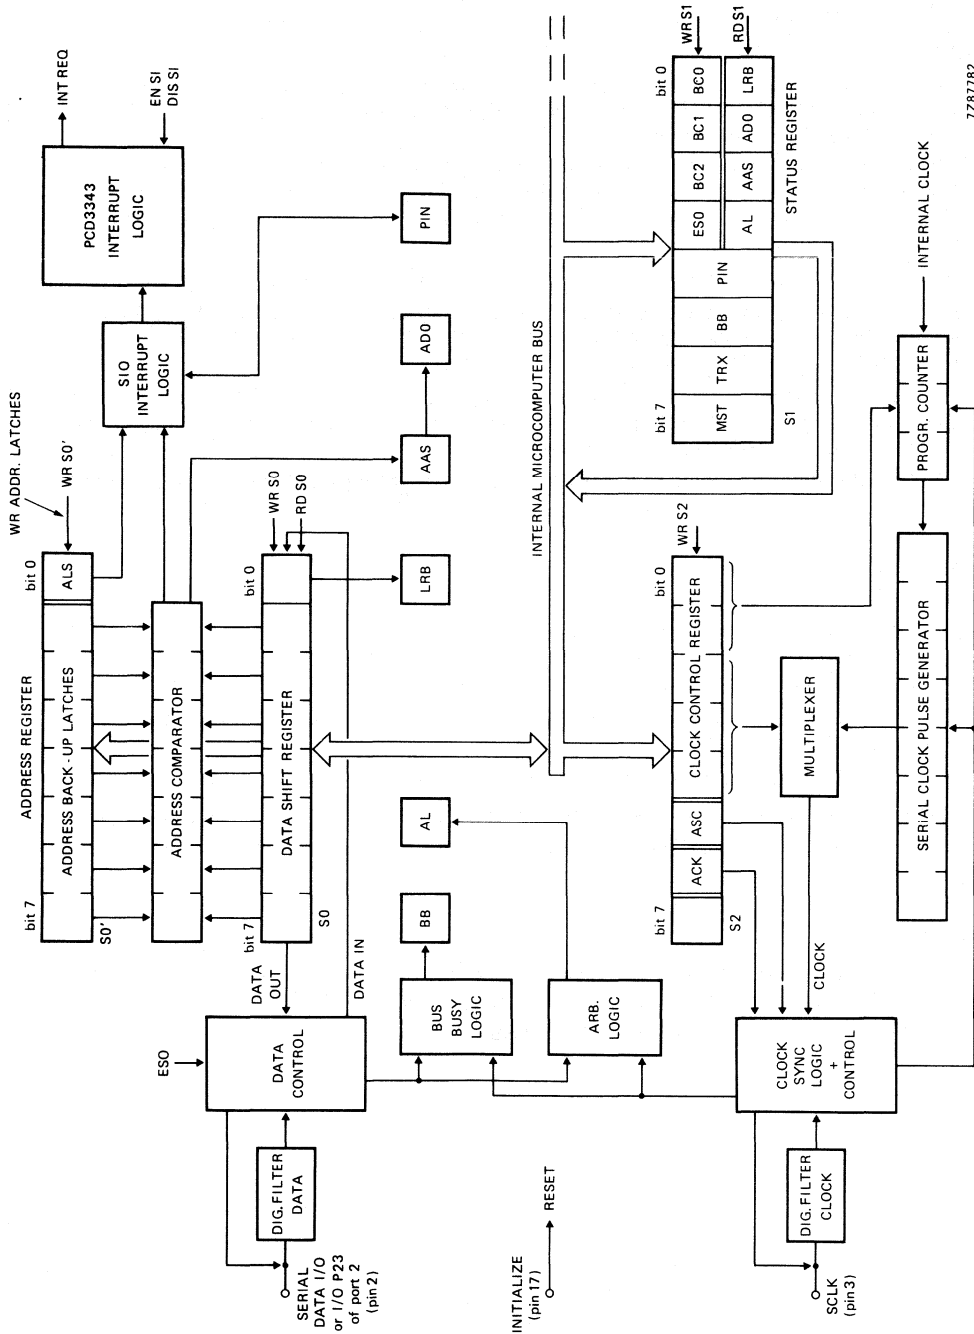 WR ADDR. LATCHES
WR S0'
ADDRESS REGISTER
bit 7
bit 0
ADDRESS BACK-UP LATCHES
ALS
S0'
ADDRESS COMPARATOR
bit 7
bit 0
DATA SHIFT REGISTER
S0
WR S0
RD S0
SIO
INTERRUPT
LOGIC
PCD3343
INTERRUPT
LOGIC
INT REQ
EN SI
DIS SI
LRB
AAS
AD0
PIN
BB
AL
DATA
OUT
DATA IN
ESO
DATA
CONTROL
DIG. FILTER
DATA
SERIAL
DATA I/O
or I/O P23
of port 2
(pin 2)
BUS
BUSY
LOGIC
ARB.
LOGIC
INITIALIZE
(pin 17)
RESET
INTERNAL MICROCOMPUTER BUS
bit 7
bit 0
MST
TRX
BB
PIN
ESO
BC2
BC1
BC0
AL
AAS
AD0
LRB
WR S1
RD S1
S1
STATUS REGISTER
bit 7
bit 0
ACK
ASC
CLOCK CONTROL REGISTER
WR S2
S2
MULTIPLEXER
CLOCK
CLOCK
SYNC
LOGIC
+
CONTROL
DIG. FILTER
CLOCK
SCLK
(pin 3)
SERIAL CLOCK PULSE GENERATOR
PROGR. COUNTER
INTERNAL CLOCK
7Z87782